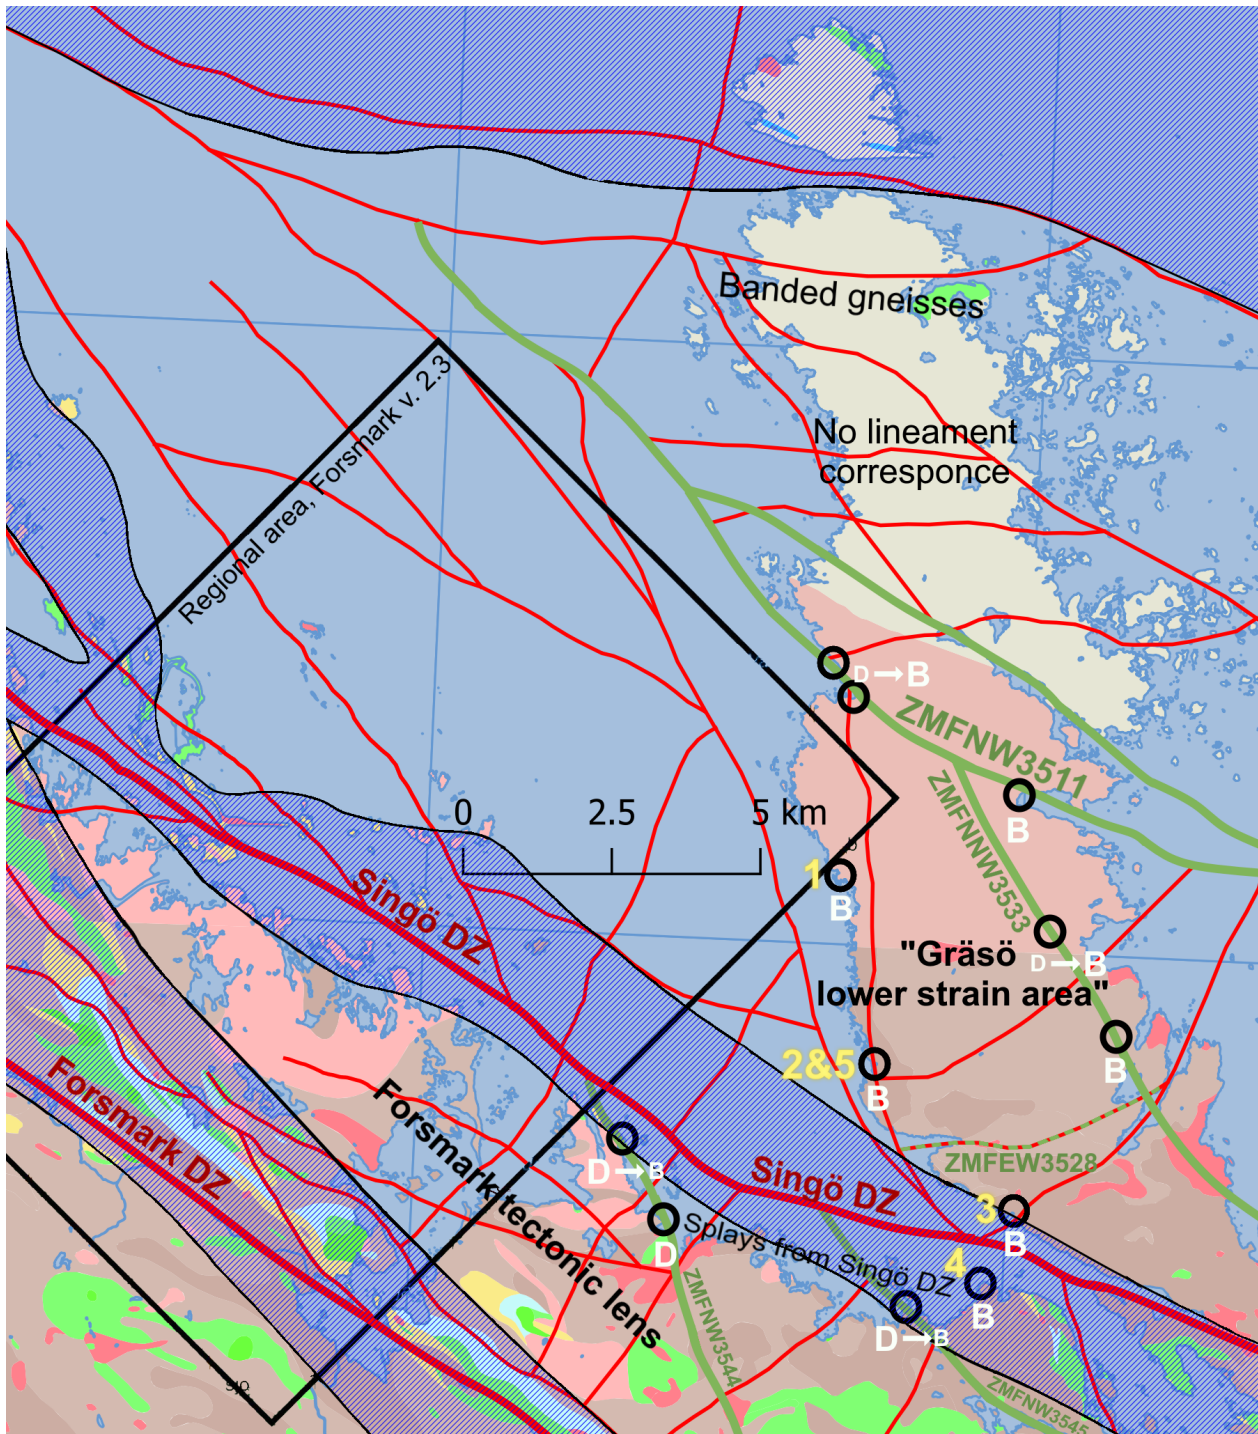 Banded gneisses
Regional area, Forsmark v. 2.3
No lineament
corresponce
D→B
ZMFNW3511
ZMFNNW3533
0 2.5 5 km
B
Singö DZ
1
B
"Gräsö
lower strain area"
D→B
2&5
B
B
Forsmark DZ
Forsmark tectonic lens
ZMFEW3528
D→B
Singö DZ
3
B
D
Splays from Singö DZ
4
B
ZMFNW3544
D→B
ZMFNW3545